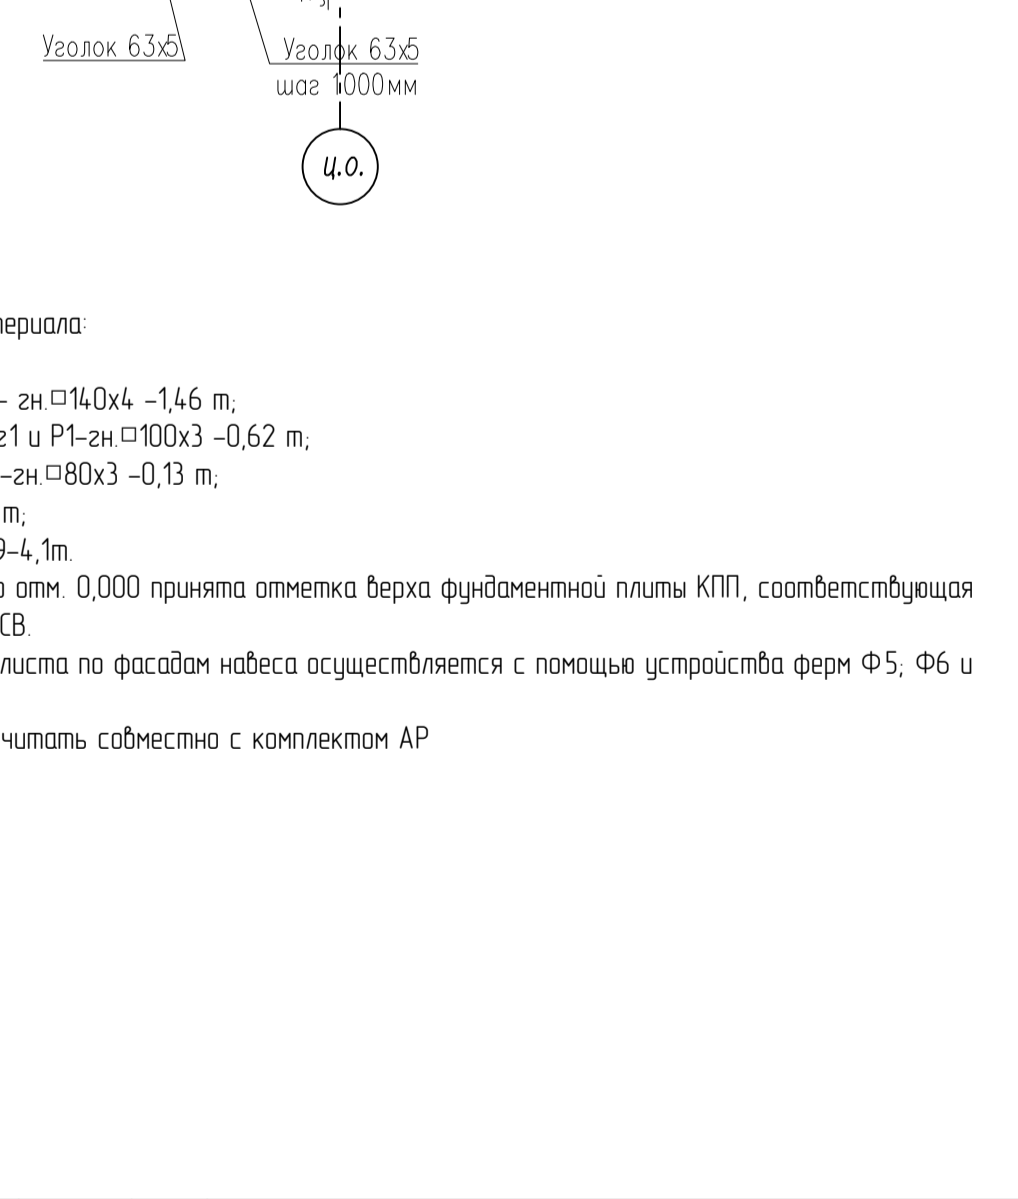 Уголок 63х5
Уголок 63х5
шаг 1000мм
ц.о.
териала:
- гн.□140х4 -1,46 т;
г1 и Р1-гн.□100х3 -0,62 т;
-гн.□80х3 -0,13 т;
т;
-4,1т.
отм. 0,000 принята отметка верха фундаментной плиты КПП, соответствующая
СВ.
листа по фасадам навеса осуществляется с помощью устройства ферм Ф5; Ф6 и
читать совместно с комплектом АР